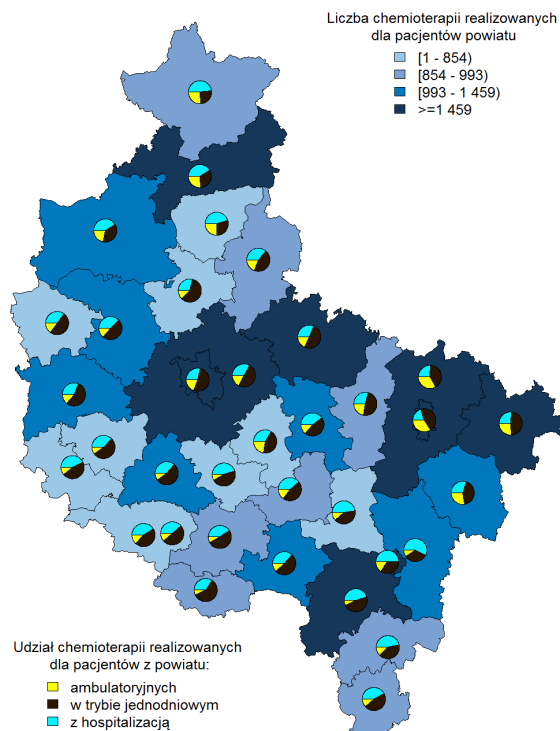 Liczba chemioterapii realizowanych
dla pacjentów powiatu
[1 - 854)
[854 - 993)
[993 - 1 459)
>=1 459
Udział chemioterapii realizowanych
dla pacjentów z powiatu:
ambulatoryjnych
w trybie jednodniowym
z hospitalizacją